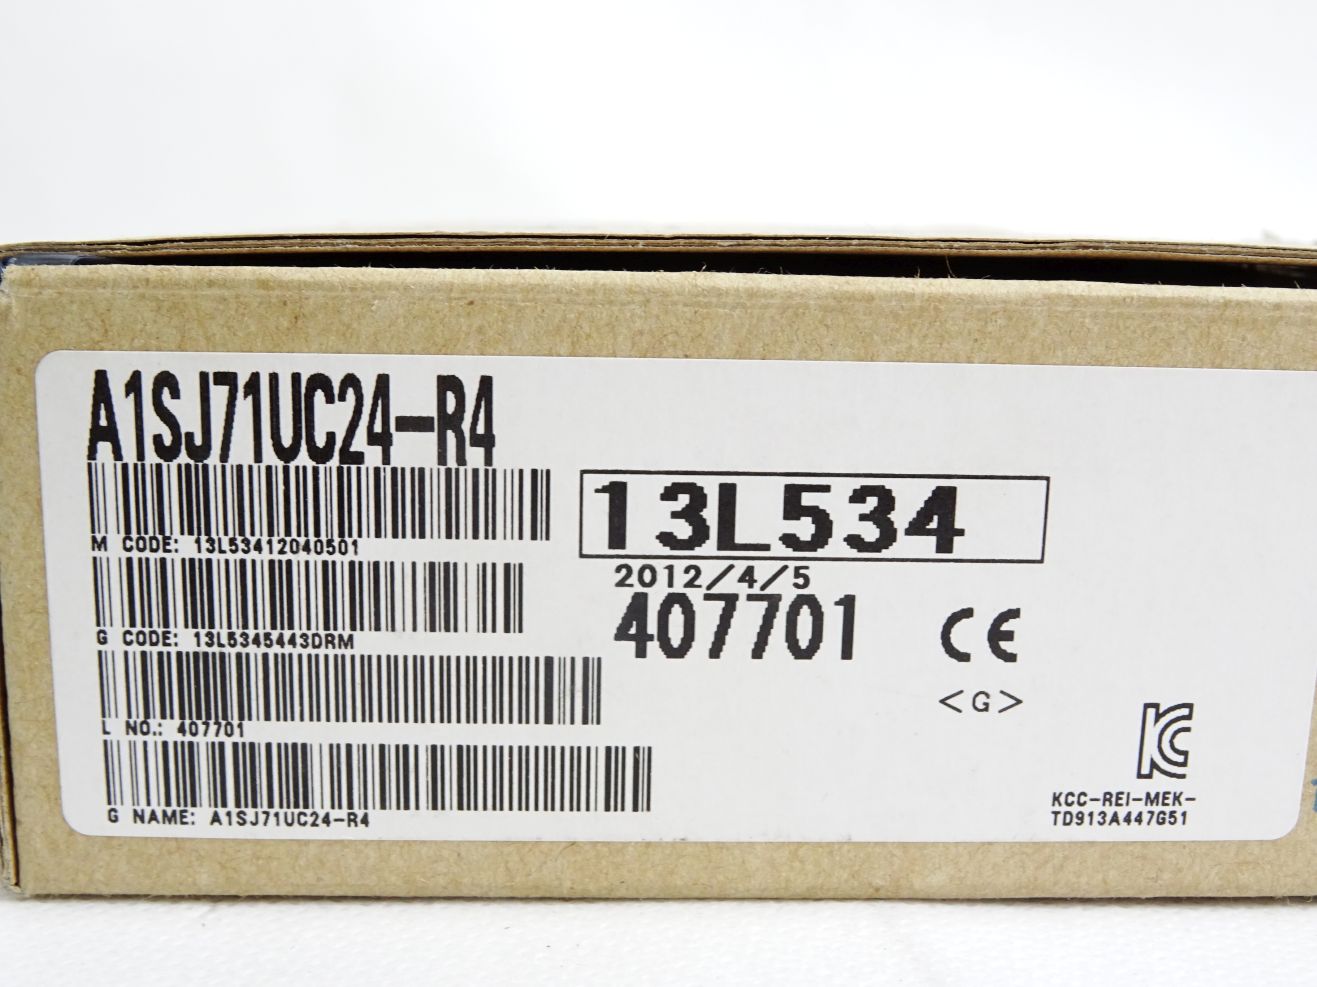 A1SJ71UC24-R4
M CODE: 13L53412040501
G CODE: 13L5345443DRM
L NO.: 407701
G NAME: A1SJ71UC24-R4
13L534
2012/4/5
407701
CE
<G>
KC
KCC-REI-MEK-
TD913A447G51